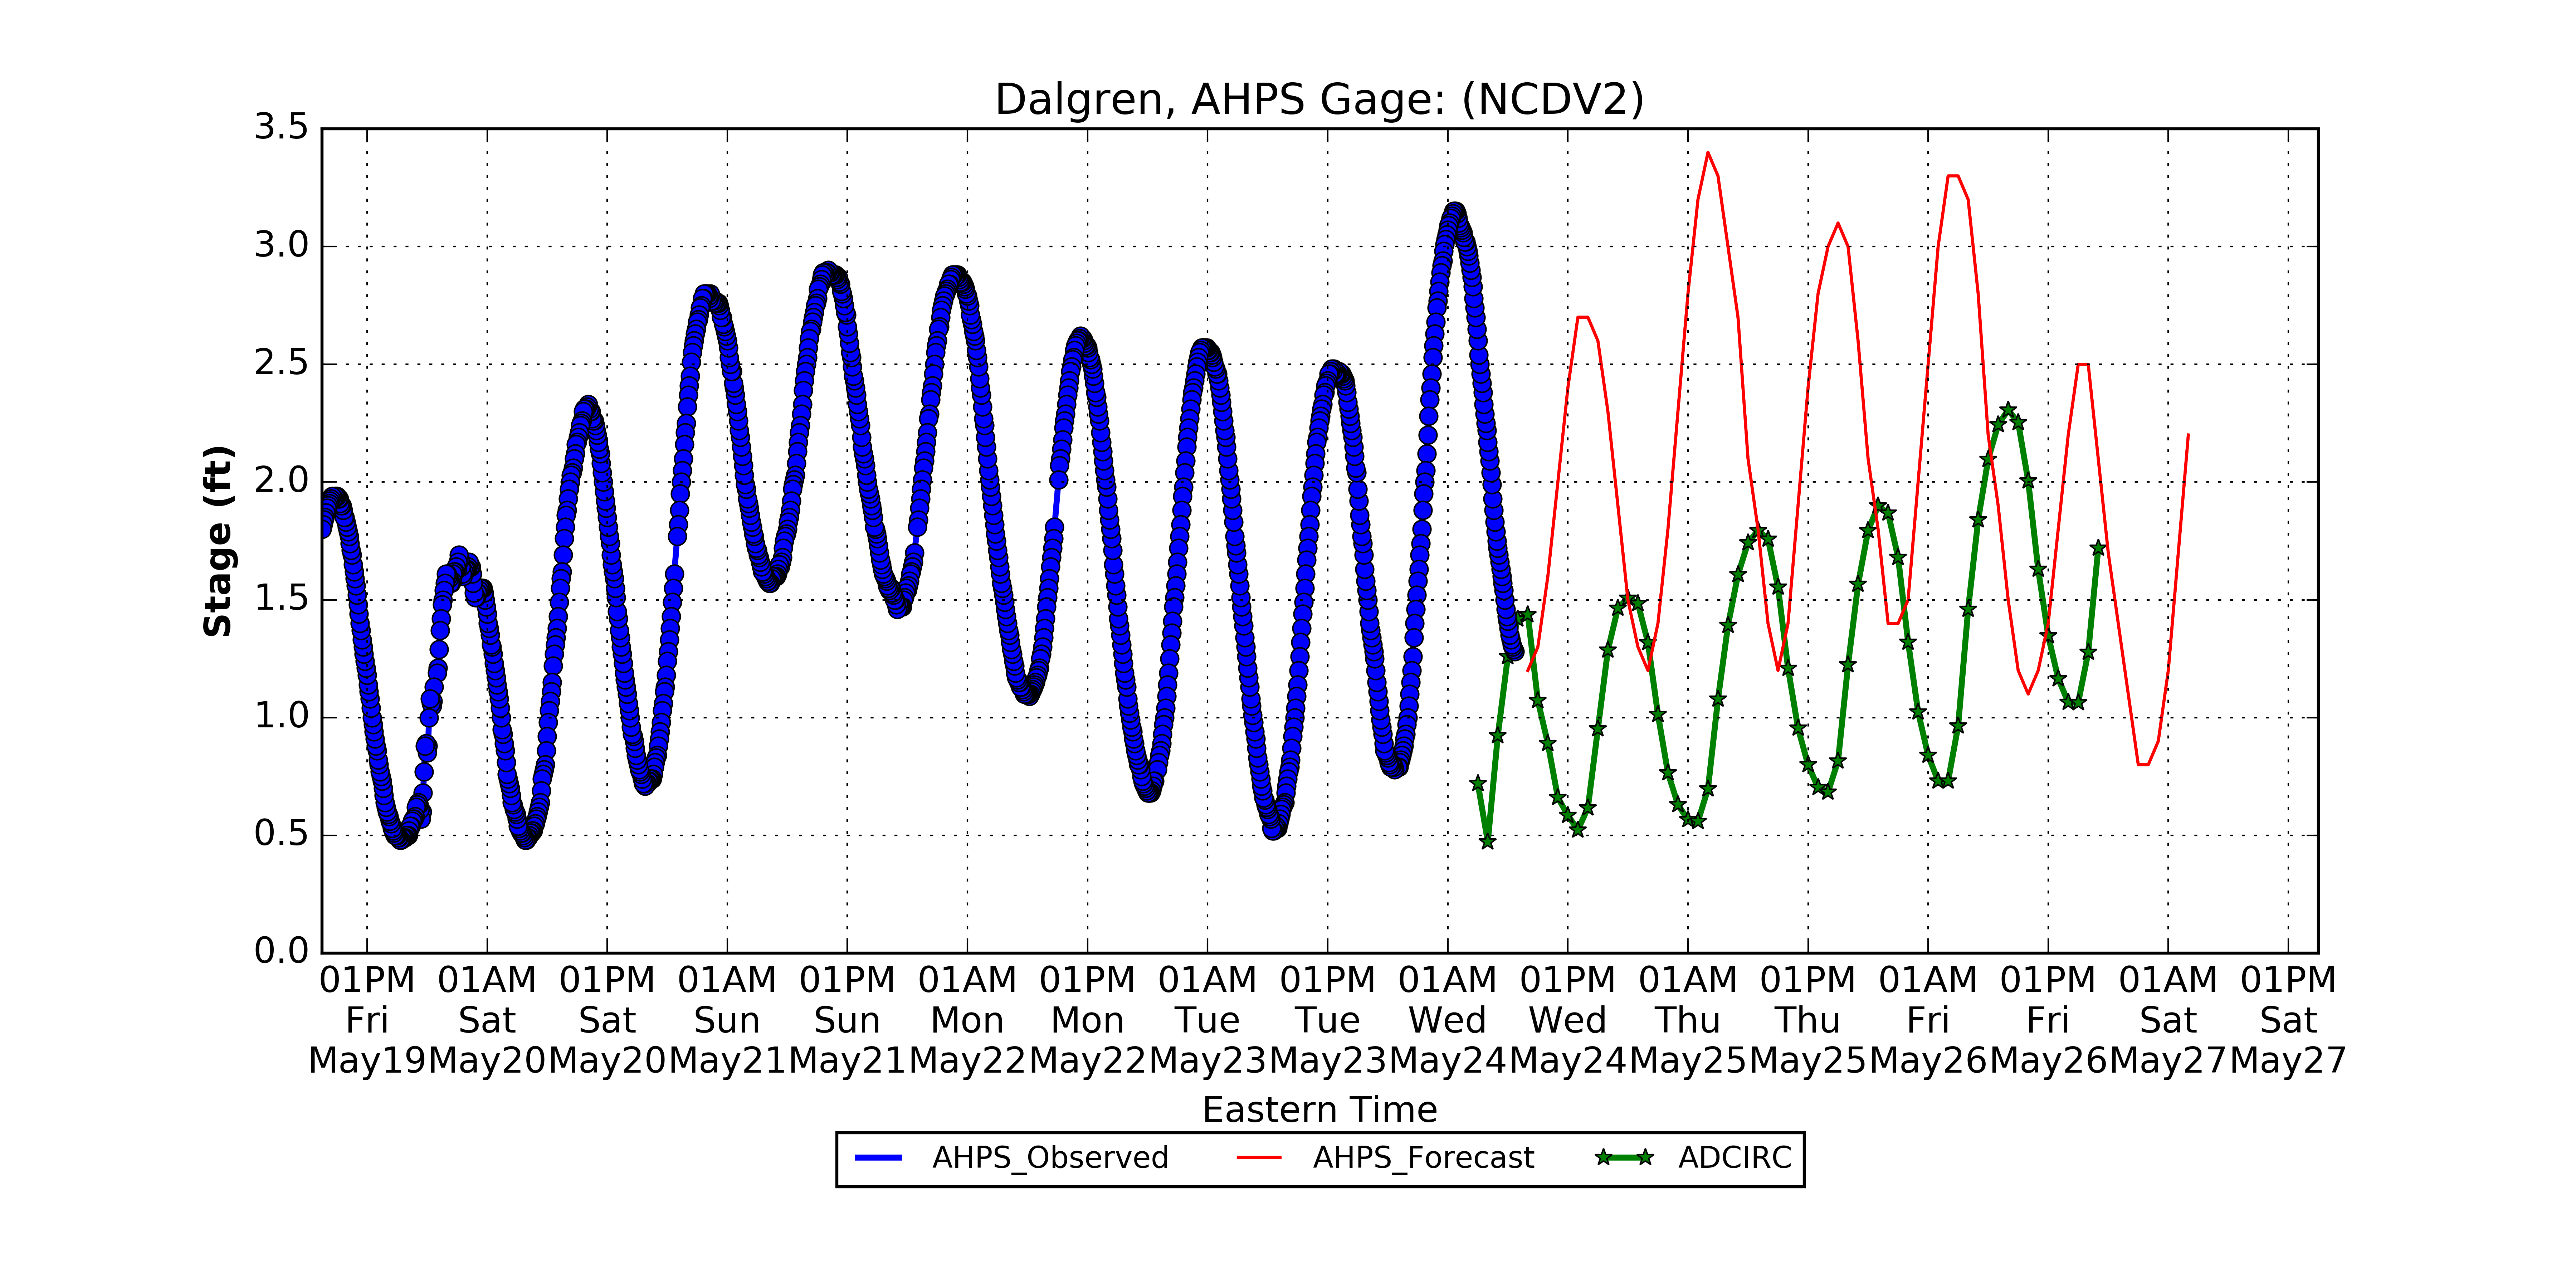 Dalgren, AHPS Gage: (NCDV2)
3.5
3.0
2.5
2.0
1.5
1.0
0.5
0.0
Stage (ft)
01PM 01AM 01PM 01AM 01PM 01AM 01PM 01AM 01PM 01AM 01PM 01AM 01PM 01AM 01PM 01AM 01PM
Fri Sat Sat Sun Sun Mon Mon Tue Tue Wed Wed Thu Thu Fri Fri Sat Sat
May19 May20 May20 May21 May21 May22 May22 May23 May23 May24 May24 May25 May25 May26 May26 May27 May27
Eastern Time
AHPS_Observed AHPS_Forecast ADCIRC